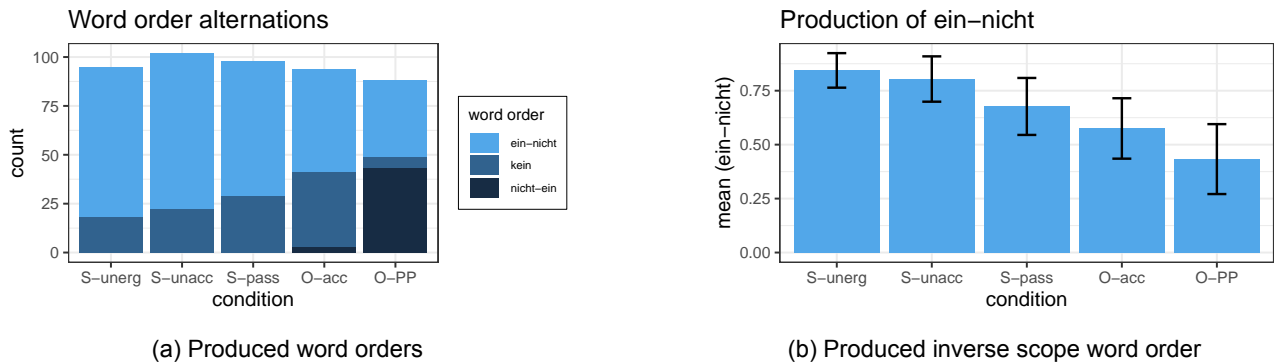 Word order alternations
100
75
50
25
0
count
S−unerg S−unacc S−pass O−acc O−PP
condition
word order
ein−nicht
kein
nicht−ein
(a) Produced word orders
Production of ein−nicht
0.75
0.50
0.25
0.00
mean (ein−nicht)
S−unerg S−unacc S−pass O−acc O−PP
condition
(b) Produced inverse scope word order